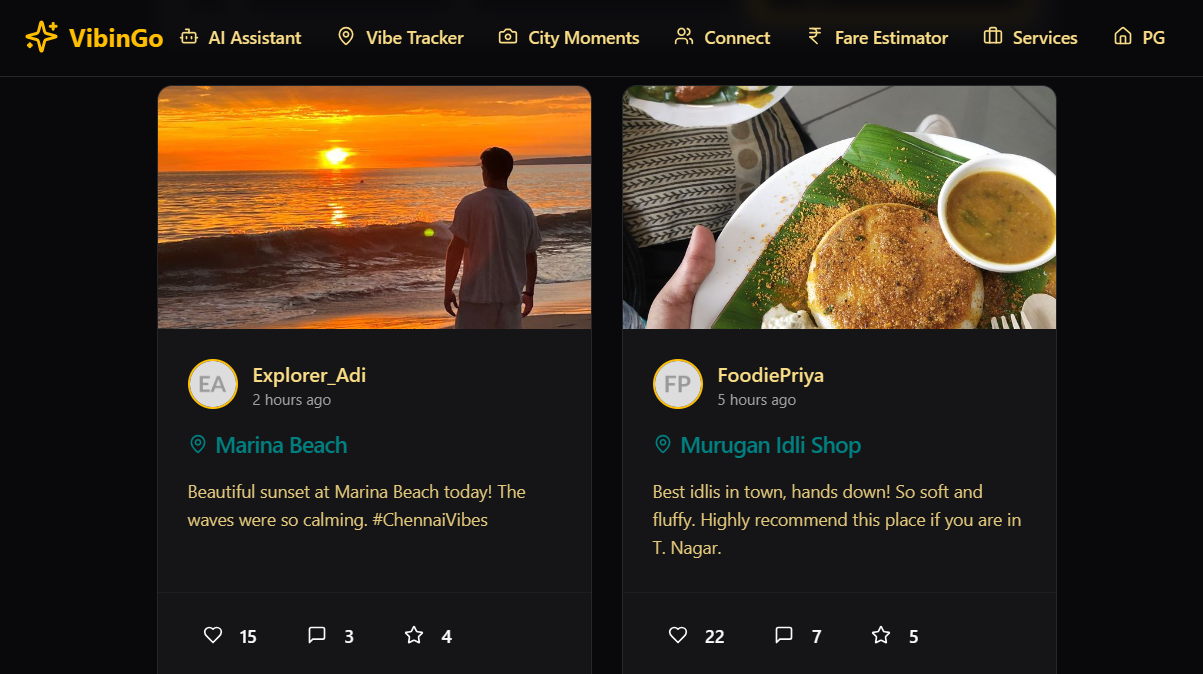 VibinGo AI Assistant Vibe Tracker City Moments Connect Fare Estimator Services PG
EA Explorer_Adi
2 hours ago
Marina Beach
Beautiful sunset at Marina Beach today! The
waves were so calming. #ChennaiVibes
15 3 4
FP FoodiePriya
5 hours ago
Murugan Idli Shop
Best idlis in town, hands down! So soft and
fluffy. Highly recommend this place if you are in
T. Nagar.
22 7 5